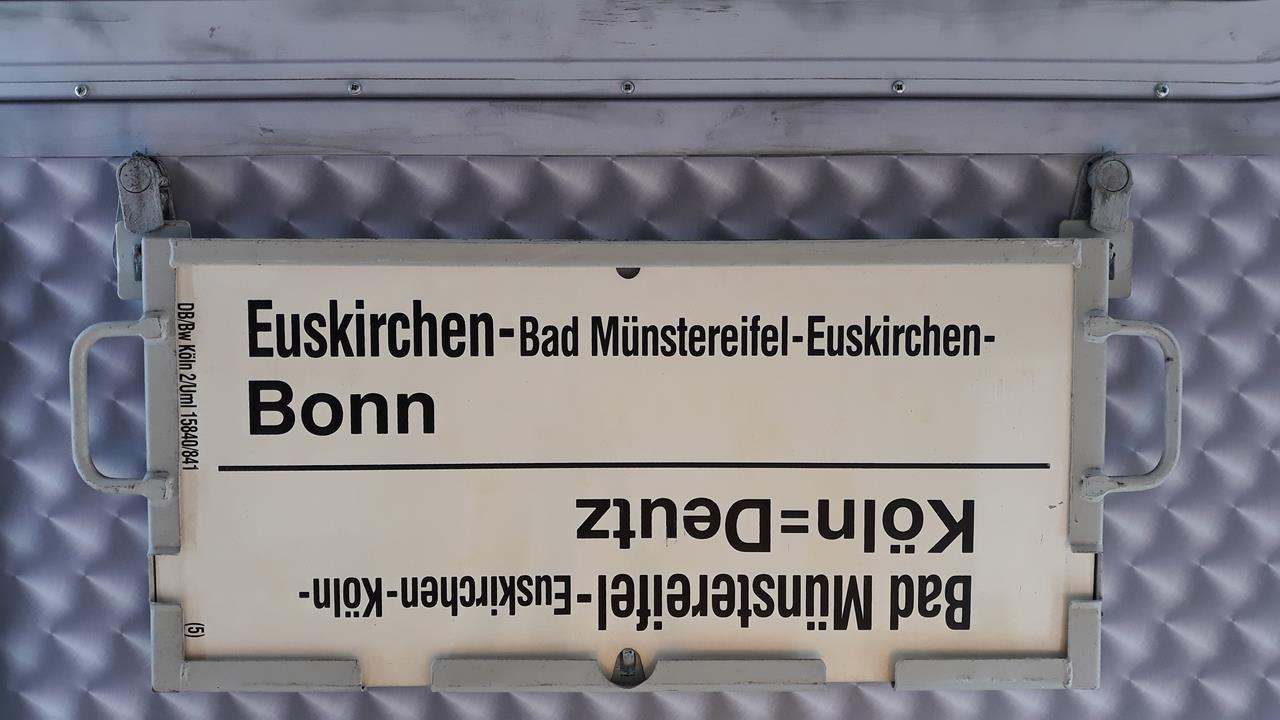 Euskirchen-Bad Münstereifel-Euskirchen-
Bonn
Bad Münstereifel-Euskirchen-Köln-
Köln=Deutz
DB/Bw Köln 2/Uml 15840/841
(5)